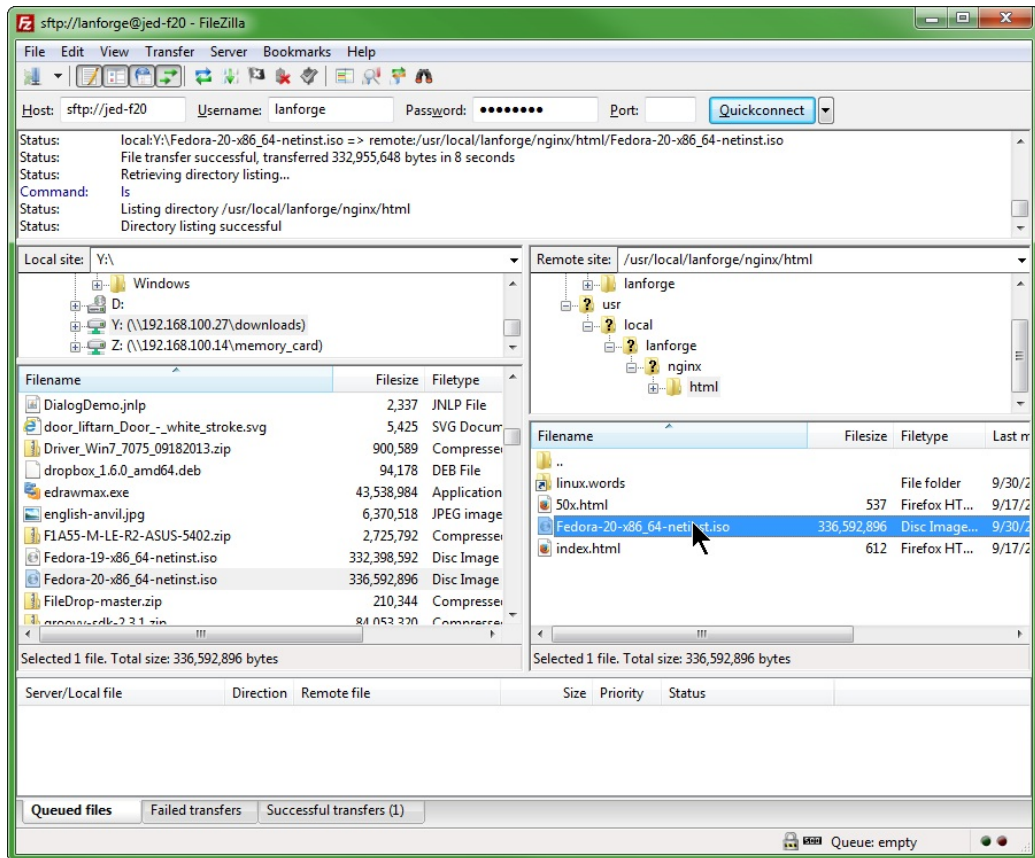 sftp://lanforge@jed-f20 - FileZilla
File Edit View Transfer Server Bookmarks Help
Host: sftp://jed-f20 Username: lanforge Password: ●●●●●●●● Port: Quickconnect
Status: local:Y:\Fedora-20-x86_64-netinst.iso => remote:/usr/local/lanforge/nginx/html/Fedora-20-x86_64-netinst.iso
Status: File transfer successful, transferred 332,955,648 bytes in 8 seconds
Status: Retrieving directory listing...
Command: ls
Status: Listing directory /usr/local/lanforge/nginx/html
Status: Directory listing successful
Local site: Y:\
Windows
D:
Y: (\\192.168.100.27\downloads)
Z: (\\192.168.100.14\memory_card)
Filename Filesize Filetype
DialogDemo.jnlp 2,337 JNLP File
door_liftarn_Door_-_white_stroke.svg 5,425 SVG Docum
Driver_Win7_7075_09182013.zip 900,589 Compresse
dropbox_1.6.0_amd64.deb 94,178 DEB File
edrawmax.exe 43,538,984 Application
english-anvil.jpg 6,370,518 JPEG image
F1A55-M-LE-R2-ASUS-5402.zip 2,725,792 Compresse
Fedora-19-x86_64-netinst.iso 332,398,592 Disc Image
Fedora-20-x86_64-netinst.iso 336,592,896 Disc Image
FileDrop-master.zip 210,344 Compresse
groovy-sdk-2.3.1.zip 84,053,320 Compresse
Selected 1 file. Total size: 336,592,896 bytes
Remote site: /usr/local/lanforge/nginx/html
lanforge
usr
local
lanforge
nginx
html
Filename Filesize Filetype Last m
..
linux.words File folder 9/30/2
50x.html 537 Firefox HT... 9/17/2
Fedora-20-x86_64-netinst.iso 336,592,896 Disc Image... 9/30/2
index.html 612 Firefox HT... 9/17/2
Selected 1 file. Total size: 336,592,896 bytes
Server/Local file Direction Remote file Size Priority Status
Queued files Failed transfers Successful transfers (1)
Queue: empty